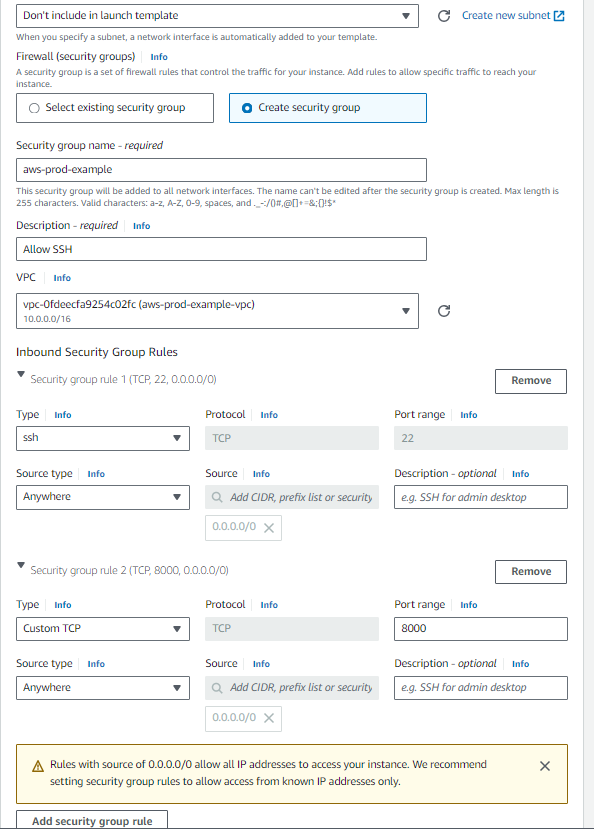 Don't include in launch template
Create new subnet
When you specify a subnet, a network interface is automatically added to your template.
Firewall (security groups) Info
A security group is a set of firewall rules that control the traffic for your instance. Add rules to allow specific traffic to reach your
instance.
Select existing security group
Create security group
Security group name - required
aws-prod-example
This security group will be added to all network interfaces. The name can't be edited after the security group is created. Max length is
255 characters. Valid characters: a-z, A-Z, 0-9, spaces, and ._-:/()#,@[]+=&;{}!$*
Description - required Info
Allow SSH
VPC Info
vpc-0fdeecfa9254c02fc (aws-prod-example-vpc)
10.0.0.0/16
Inbound Security Group Rules
Security group rule 1 (TCP, 22, 0.0.0.0/0)
Remove
Type Info
Protocol Info
Port range Info
ssh
TCP
22
Source type Info
Source Info
Description - optional Info
Anywhere
Add CIDR, prefix list or security
e.g. SSH for admin desktop
0.0.0.0/0
Security group rule 2 (TCP, 8000, 0.0.0.0/0)
Remove
Type Info
Protocol Info
Port range Info
Custom TCP
TCP
8000
Source type Info
Source Info
Description - optional Info
Anywhere
Add CIDR, prefix list or security
e.g. SSH for admin desktop
0.0.0.0/0
Rules with source of 0.0.0.0/0 allow all IP addresses to access your instance. We recommend
setting security group rules to allow access from known IP addresses only.
Add security group rule